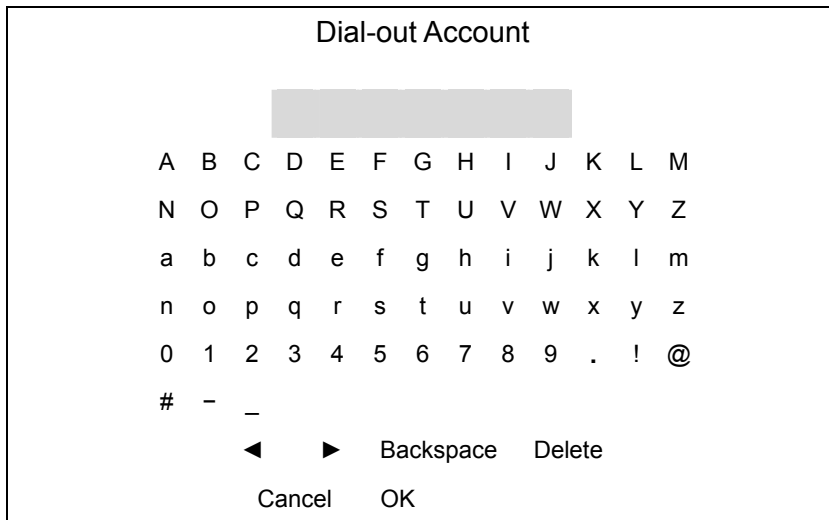 Dial-out Account
A B C D E F G H I J K L M
N O P Q R S T U V W X Y Z
a b c d e f g h i j k l m
n o p q r s t u v w x y z
0 1 2 3 4 5 6 7 8 9 . ! @
# − _
◄ ► Backspace Delete
Cancel OK